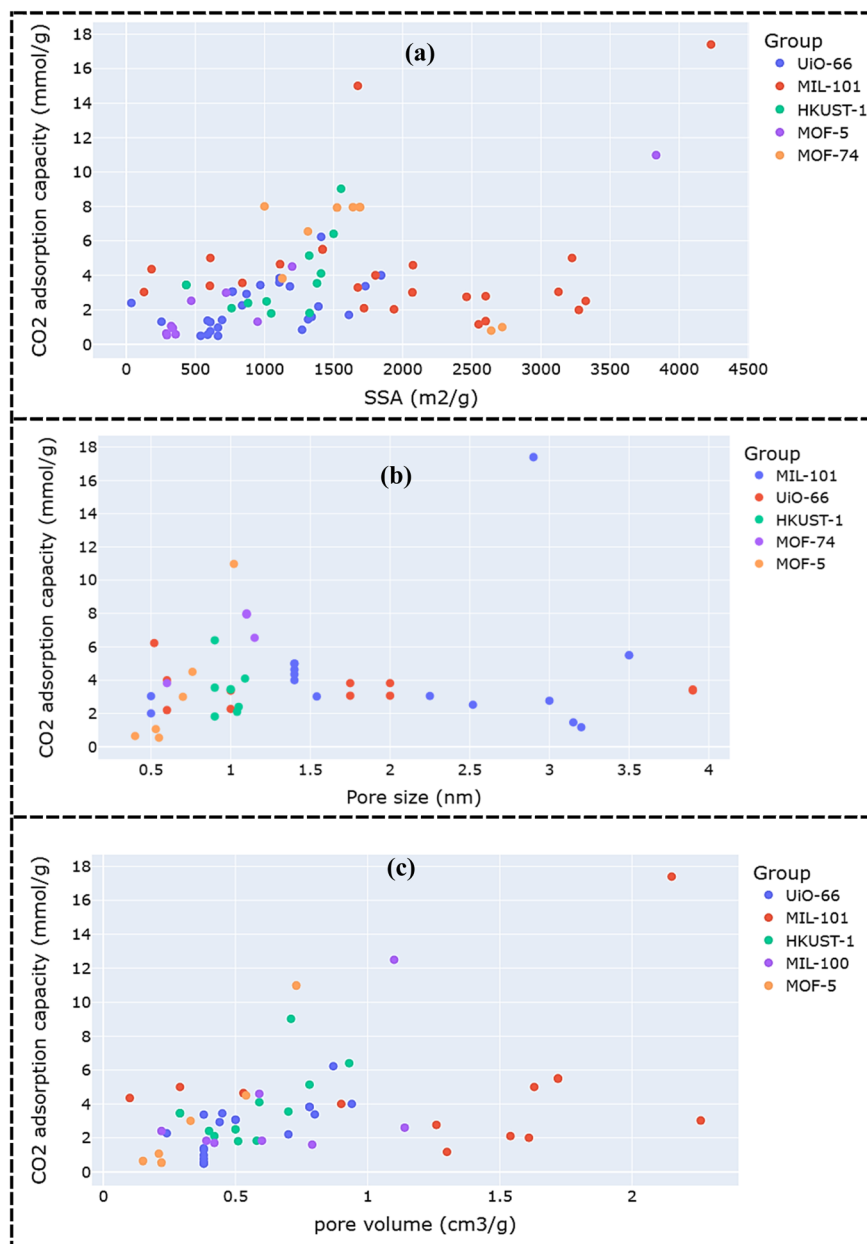 (a)
CO2 adsorption capacity (mmol/g)
18
16
14
12
10
8
6
4
2
0
0 500 1000 1500 2000 2500 3000 3500 4000 4500
SSA (m2/g)
Group
UiO-66
MIL-101
HKUST-1
MOF-5
MOF-74
(b)
CO2 adsorption capacity (mmol/g)
18
16
14
12
10
8
6
4
2
0
0.5 1 1.5 2 2.5 3 3.5 4
Pore size (nm)
Group
MIL-101
UiO-66
HKUST-1
MOF-74
MOF-5
(c)
CO2 adsorption capacity (mmol/g)
18
16
14
12
10
8
6
4
2
0
0 0.5 1 1.5 2
pore volume (cm3/g)
Group
UiO-66
MIL-101
HKUST-1
MIL-100
MOF-5